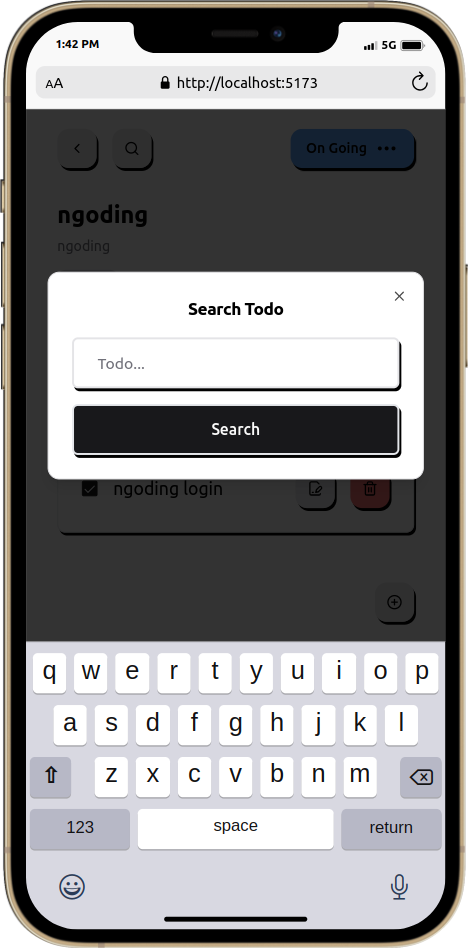 1:42 PM 5G
AA http://localhost:5173
On Going
ngoding
ngoding
Search Todo
Todo...
Search
ngoding login
q w e r t y u i o p
a s d f g h j k l
z x c v b n m
123 space return